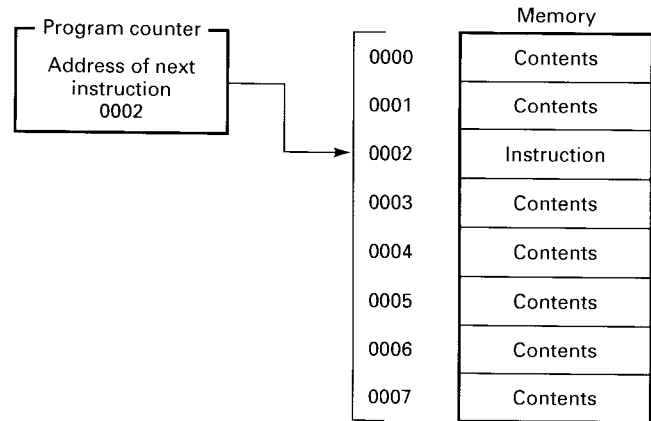 Program counter
Address of next
instruction
0002
Memory
0000 Contents
0001 Contents
0002 Instruction
0003 Contents
0004 Contents
0005 Contents
0006 Contents
0007 Contents